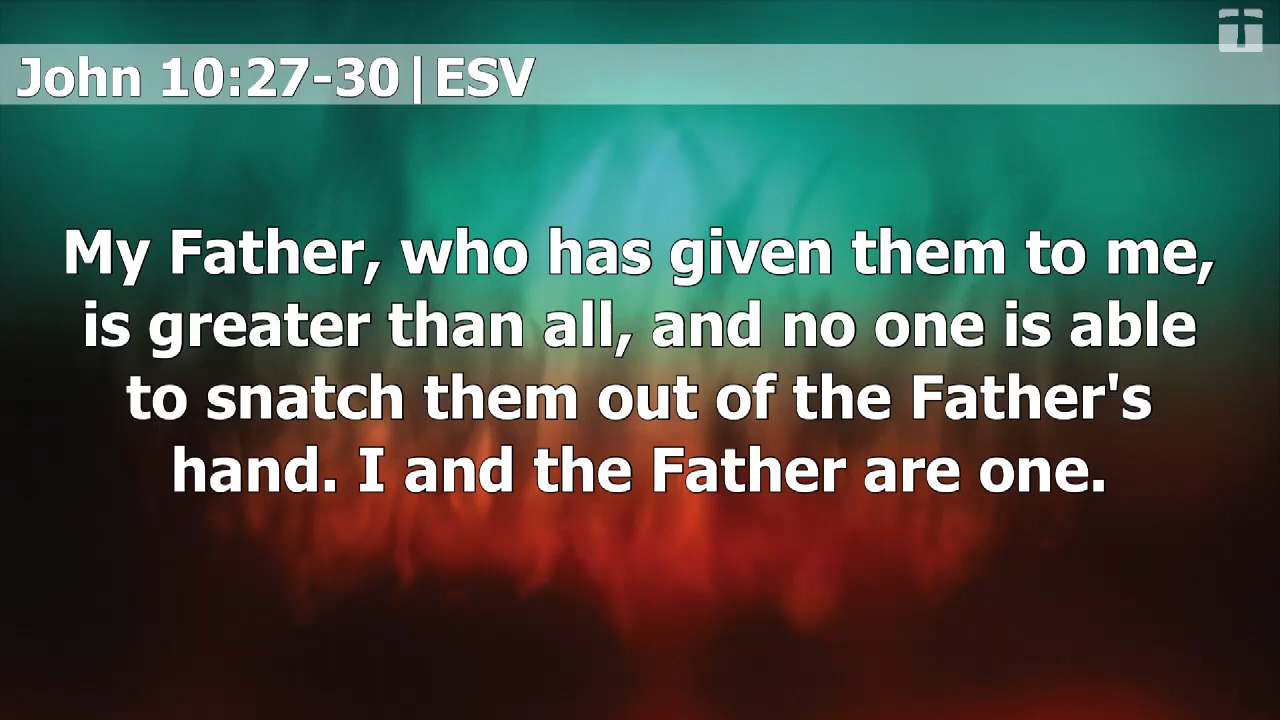 John 10:27-30|ESV
My Father, who has given them to me,
is greater than all, and no one is able
to snatch them out of the Father's
hand. I and the Father are one.